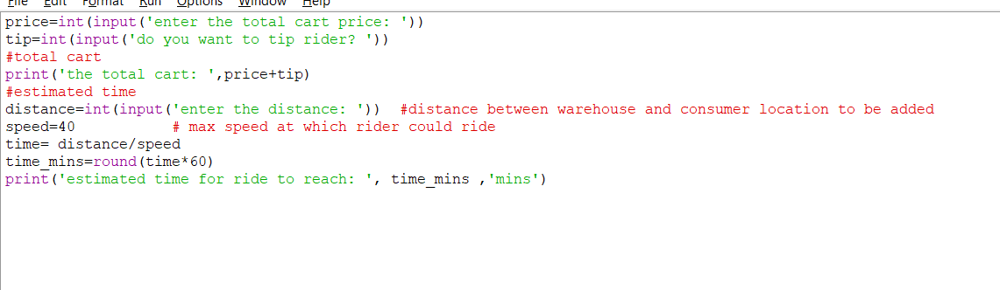 File Edit Format Run Options Window Help
price=int(input('enter the total cart price: '))
tip=int(input('do you want to tip rider? '))
#total cart
print('the total cart: ',price+tip)
#estimated time
distance=int(input('enter the distance: '))  #distance between warehouse and consumer location to be added
speed=40           # max speed at which rider could ride
time= distance/speed
time_mins=round(time*60)
print('estimated time for ride to reach: ', time_mins ,'mins')